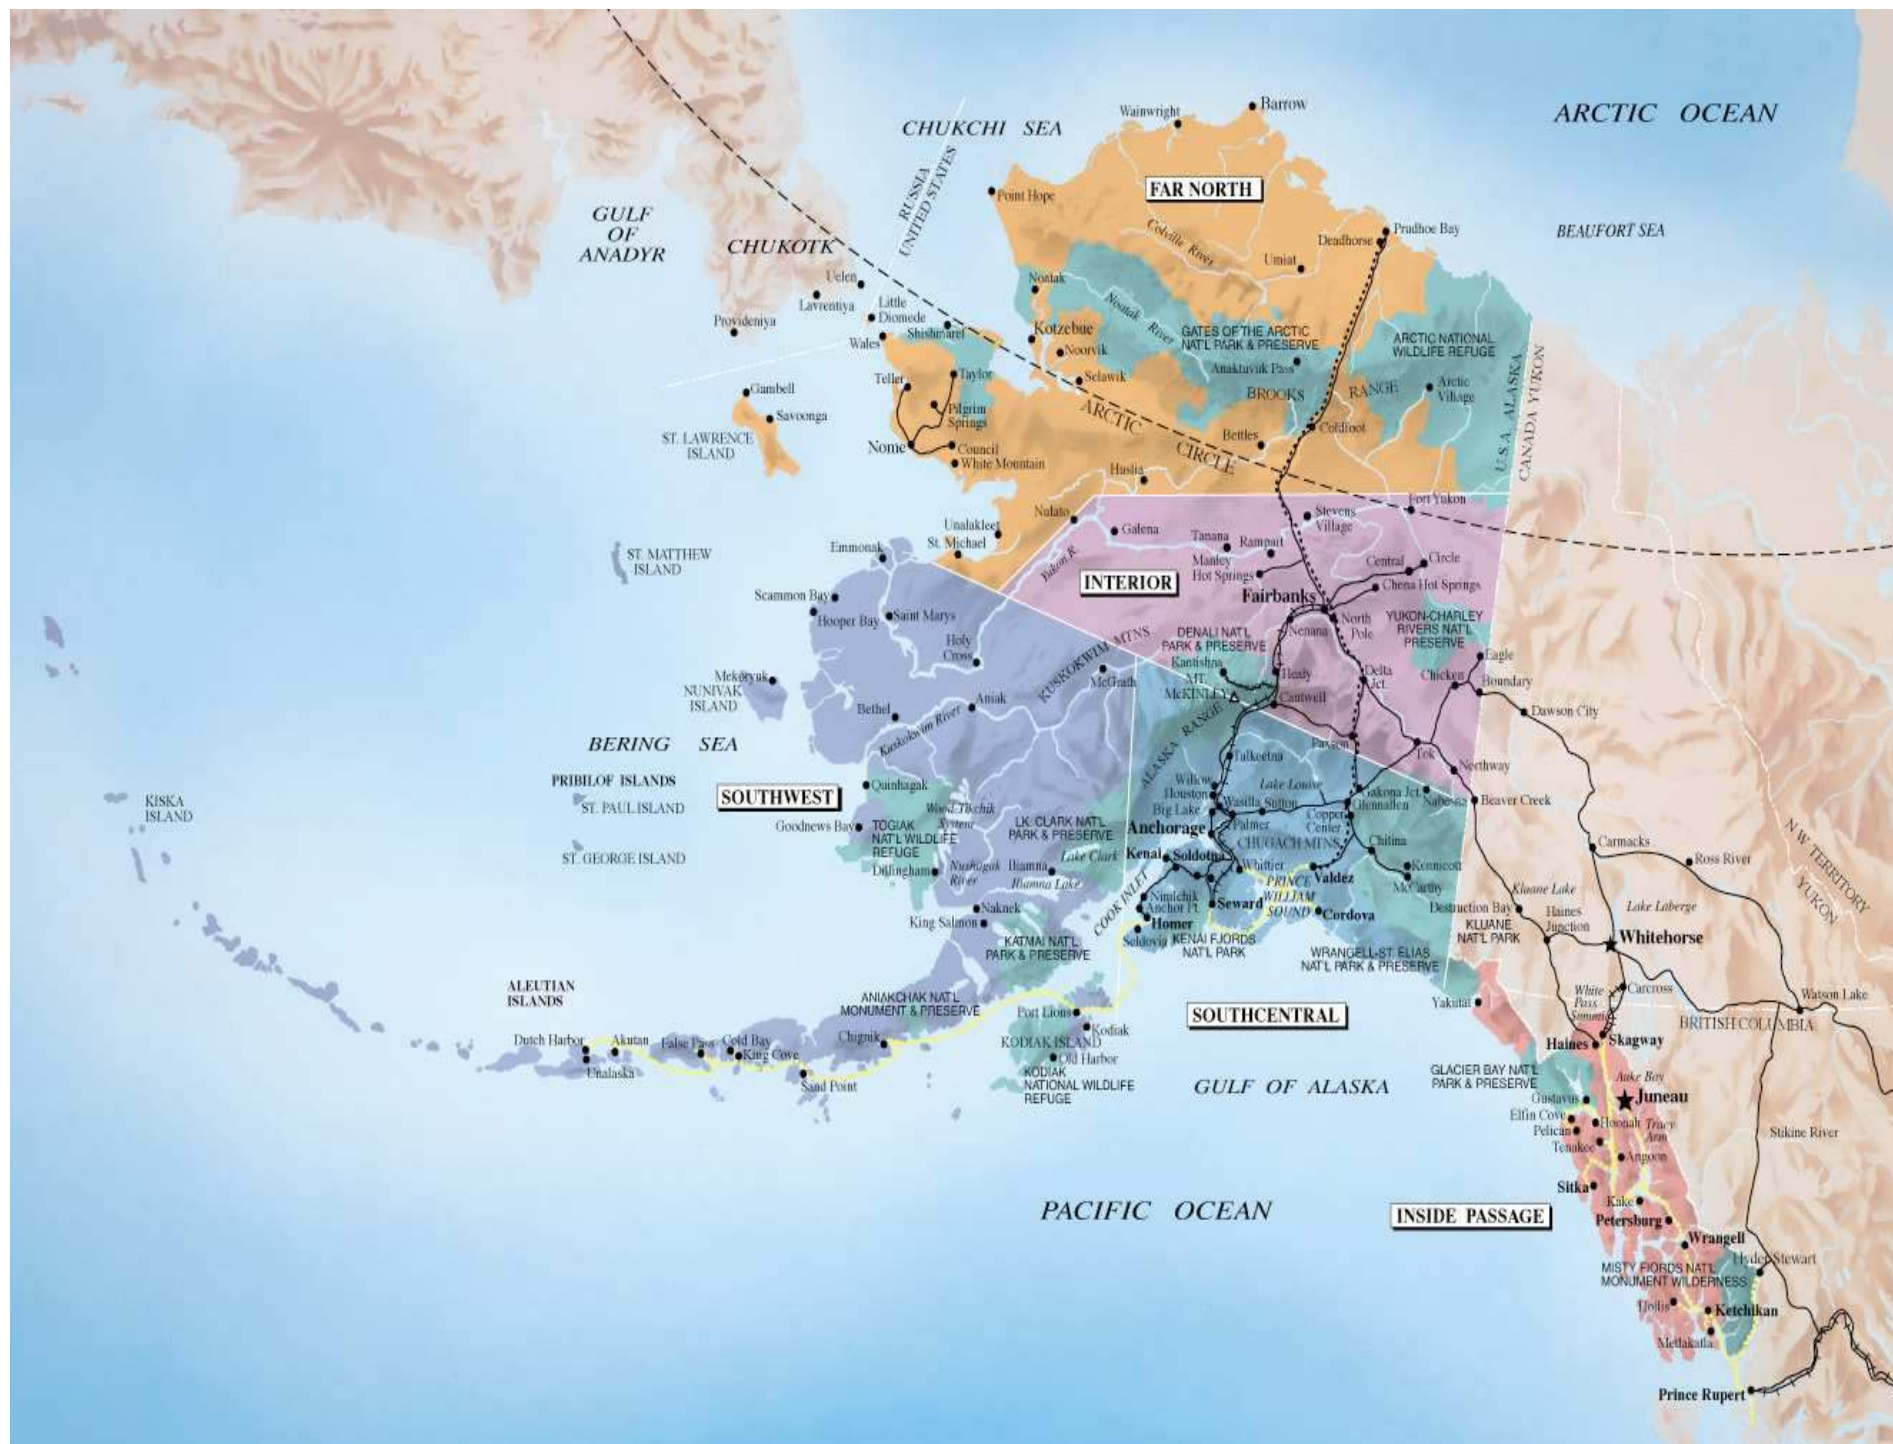 ARCTIC OCEAN
CHUKCHI SEA
BEAUFORT SEA
RUSSIA
UNITED STATES
GULF
OF
ANADYR
CHUKOTK
Wainwright
Barrow
FAR NORTH
Point Hope
Colville River
Umiat
Deadhorse
Prudhoe Bay
Uelen
Lavrentiya
Little
Diomede
Provideniya
Shishmaref
Wales
Noatak
Noatak River
Kotzebue
Noorvik
Selawik
GATES OF THE ARCTIC
NAT'L PARK & PRESERVE
Anaktuvuk Pass
ARCTIC NATIONAL
WILDLIFE REFUGE
BROOKS RANGE
Arctic
Village
U.S.A. ALASKA
CANADA YUKON
Gambell
Savoonga
ST. LAWRENCE
ISLAND
Teller
Taylor
Pilgrim
Springs
Nome
Council
White Mountain
ARCTIC CIRCLE
Bettles
Coldfoot
Huslia
Nulato
Unalakleet
St. Michael
Galena
Yukon R.
Tanana
Rampart
Stevens
Village
Fort Yukon
Manley
Hot Springs
Central
Circle
Chena Hot Springs
INTERIOR
Fairbanks
North
Pole
Nenana
YUKON-CHARLEY
RIVERS NAT'L
PRESERVE
DENALI NAT'L
PARK & PRESERVE
Kantishna
MT.
McKINLEY
Healy
Cantwell
Delta
Jct.
Chicken
Eagle
Boundary
Dawson City
Paxson
Tok
Northway
Beaver Creek
ST. MATTHEW
ISLAND
Emmonak
Scammon Bay
Hooper Bay
Saint Marys
Holy
Cross
KUSKOKWIM MTNS
McGrath
Mekoryuk
NUNIVAK
ISLAND
Bethel
Aniak
Kuskokwim River
BERING SEA
PRIBILOF ISLANDS
ST. PAUL ISLAND
ST. GEORGE ISLAND
KISKA
ISLAND
SOUTHWEST
Quinhagak
Goodnews Bay
TOGIAK
NAT'L WILDLIFE
REFUGE
Wood-Tikchik
System
Dillingham
Nushagak
River
LK. CLARK NAT'L
PARK & PRESERVE
Lake Clark
Iliamna
Iliamna Lake
Naknek
King Salmon
KATMAI NAT'L
PARK & PRESERVE
ANIAKCHAK NAT'L
MONUMENT & PRESERVE
ALEUTIAN
ISLANDS
Dutch Harbor
Unalaska
Akutan
False Pass
Cold Bay
King Cove
Sand Point
Chignik
Port Lions
Kodiak
KODIAK ISLAND
Old Harbor
KODIAK
NATIONAL WILDLIFE
REFUGE
ALASKA RANGE
Talkeetna
Willow
Houston
Big Lake
Wasilla
Sutton
Palmer
Lake Louise
Gakona Jct.
Glennallen
Nabesna
Copper
Center
Anchorage
CHUGACH MTNS.
Chitina
Kennicott
McCarthy
Kenai
Soldotna
Whittier
Valdez
PRINCE
WILLIAM
SOUND
Cordova
COOK INLET
Ninilchik
Anchor Pt.
Homer
Seldovia
Seward
KENAI FJORDS
NAT'L PARK
WRANGELL-ST. ELIAS
NAT'L PARK & PRESERVE
SOUTHCENTRAL
GULF OF ALASKA
PACIFIC OCEAN
Carmacks
Ross River
N W TERRITORY
YUKON
Kluane Lake
Destruction Bay
KLUANE
NAT'L PARK
Haines
Junction
Lake Laberge
Whitehorse
Carcross
White
Pass
Summit
Watson Lake
BRITISH COLUMBIA
Yakutat
Haines
Skagway
GLACIER BAY NAT'L
PARK & PRESERVE
Auke Bay
Juneau
Gustavus
Elfin Cove
Pelican
Hoonah
Tracy
Arm
Tenakee
Angoon
Stikine River
Sitka
Kake
INSIDE PASSAGE
Petersburg
Wrangell
Hyder
Stewart
MISTY FIORDS NAT'L
MONUMENT WILDERNESS
Hollis
Ketchikan
Metlakatla
Prince Rupert